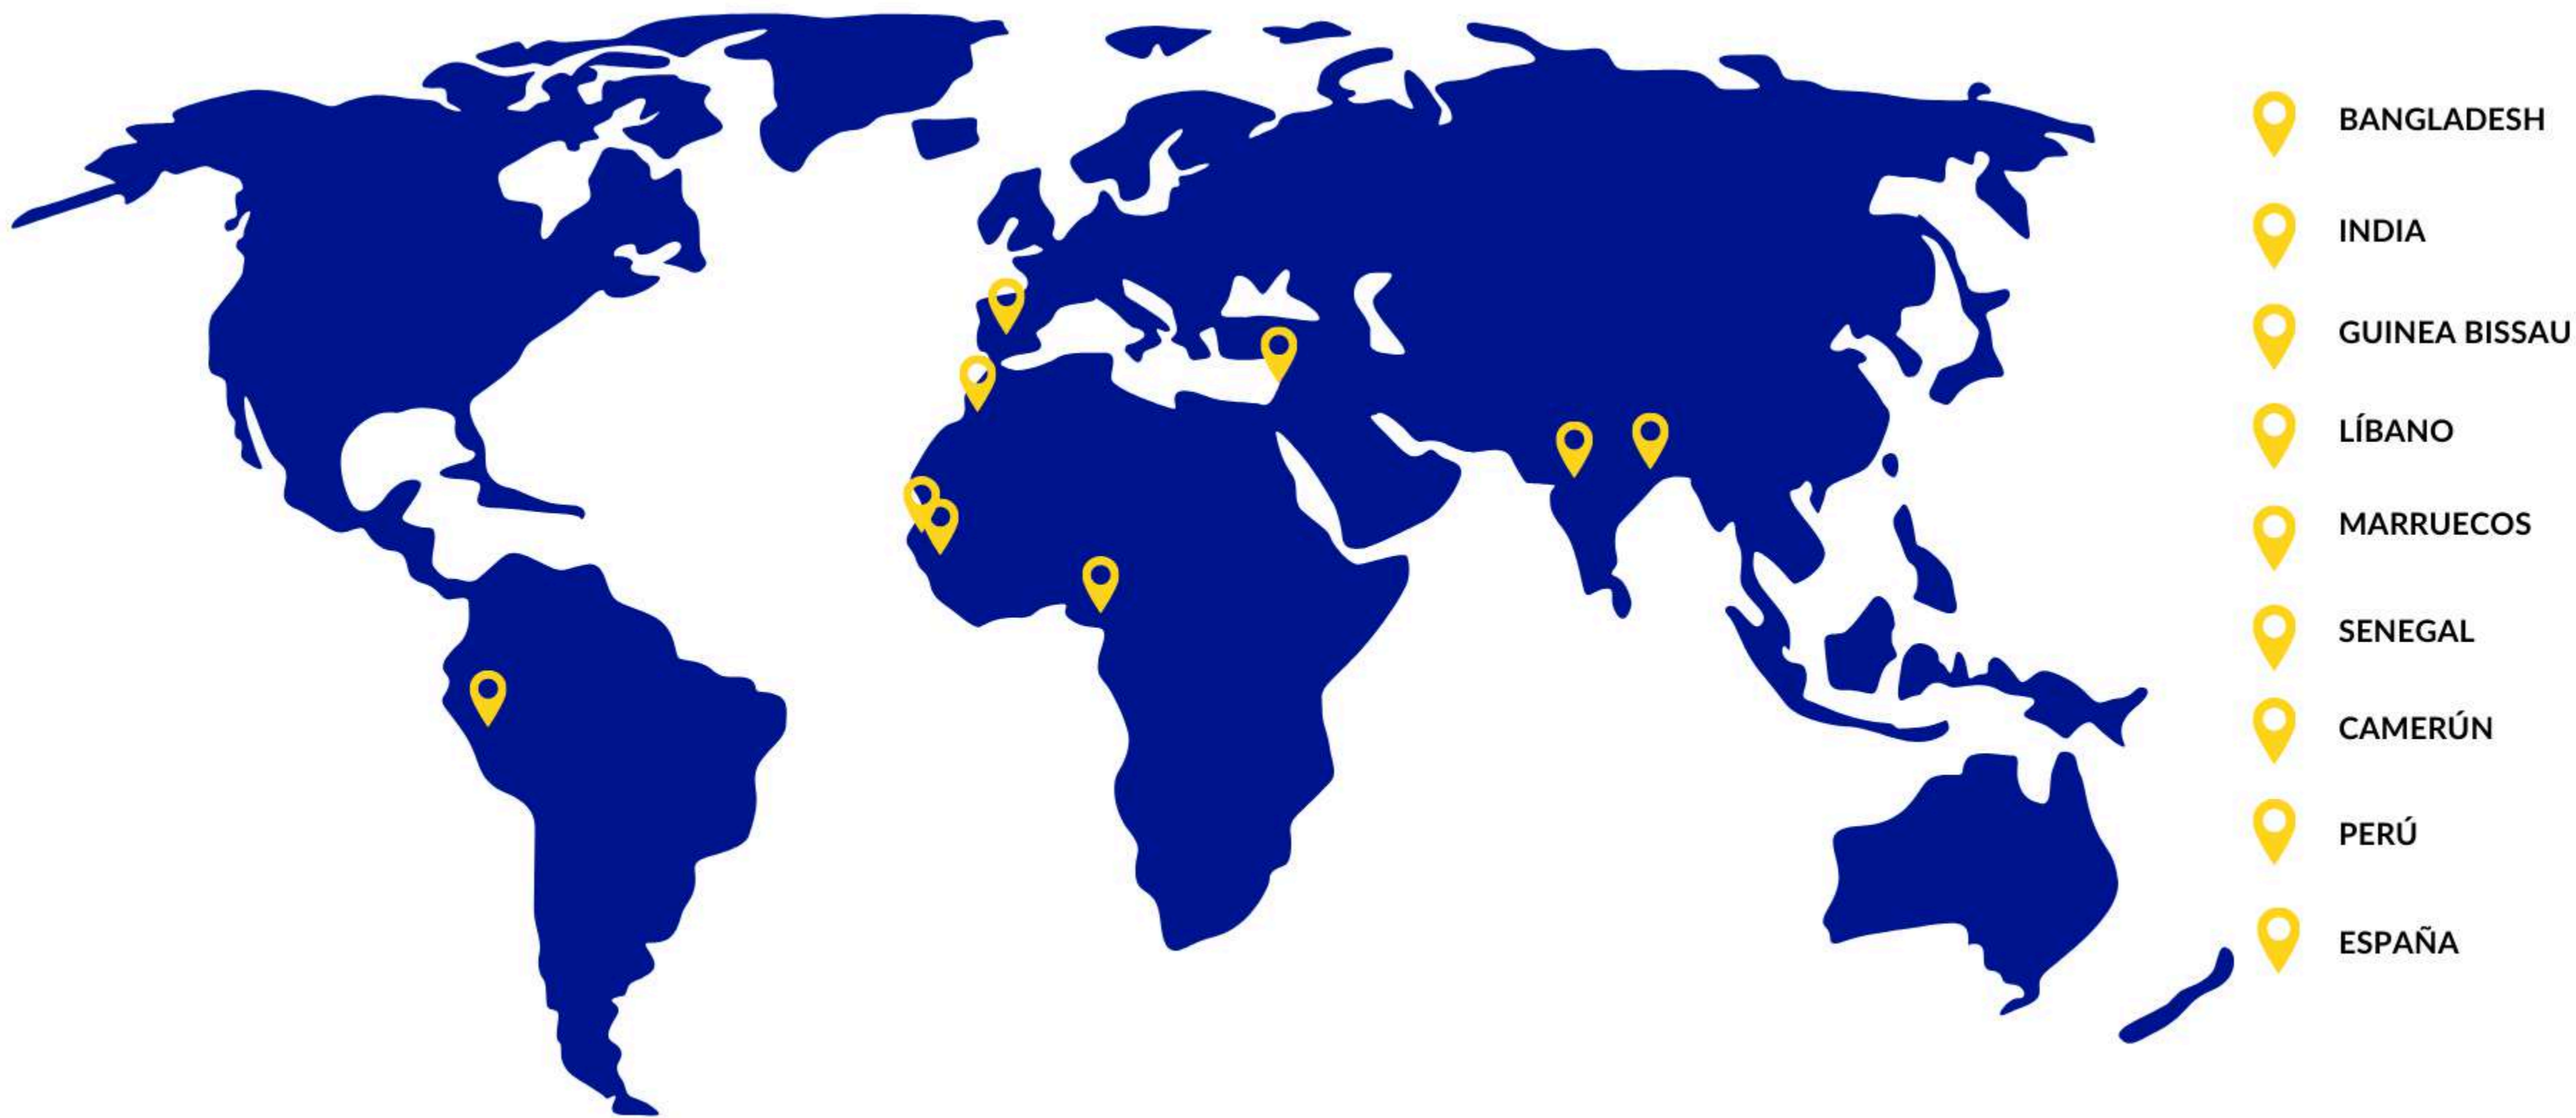 BANGLADESH
INDIA
GUINEA BISSAU
LÍBANO
MARRUECOS
SENEGAL
CAMERÚN
PERÚ
ESPAÑA